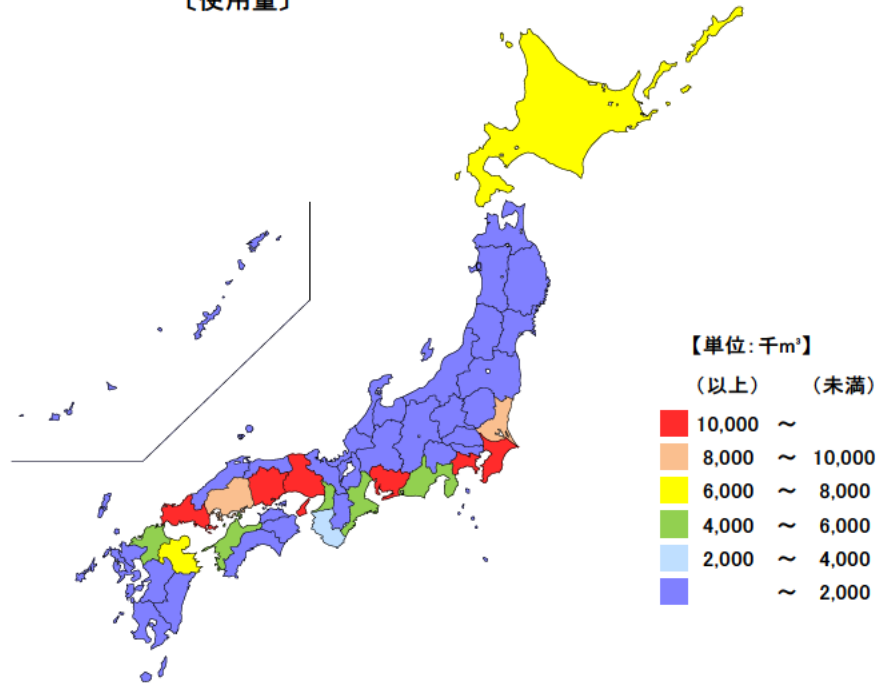 〔使用量〕
【単位：千m³】
（以上） （未満）
10,000 ～
8,000 ～ 10,000
6,000 ～ 8,000
4,000 ～ 6,000
2,000 ～ 4,000
～ 2,000